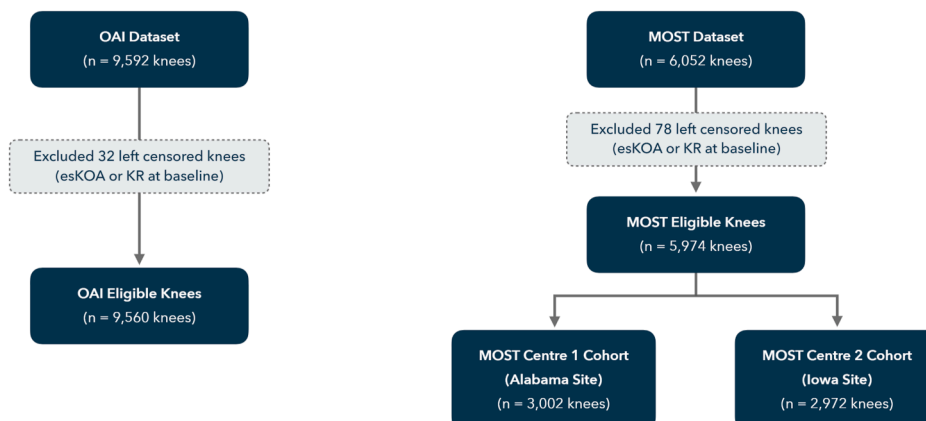 OAI Dataset
(n = 9,592 knees)
Excluded 32 left censored knees
(esKOA or KR at baseline)
OAI Eligible Knees
(n = 9,560 knees)
MOST Dataset
(n = 6,052 knees)
Excluded 78 left censored knees
(esKOA or KR at baseline)
MOST Eligible Knees
(n = 5,974 knees)
MOST Centre 1 Cohort
(Alabama Site)
(n = 3,002 knees)
MOST Centre 2 Cohort
(Iowa Site)
(n = 2,972 knees)